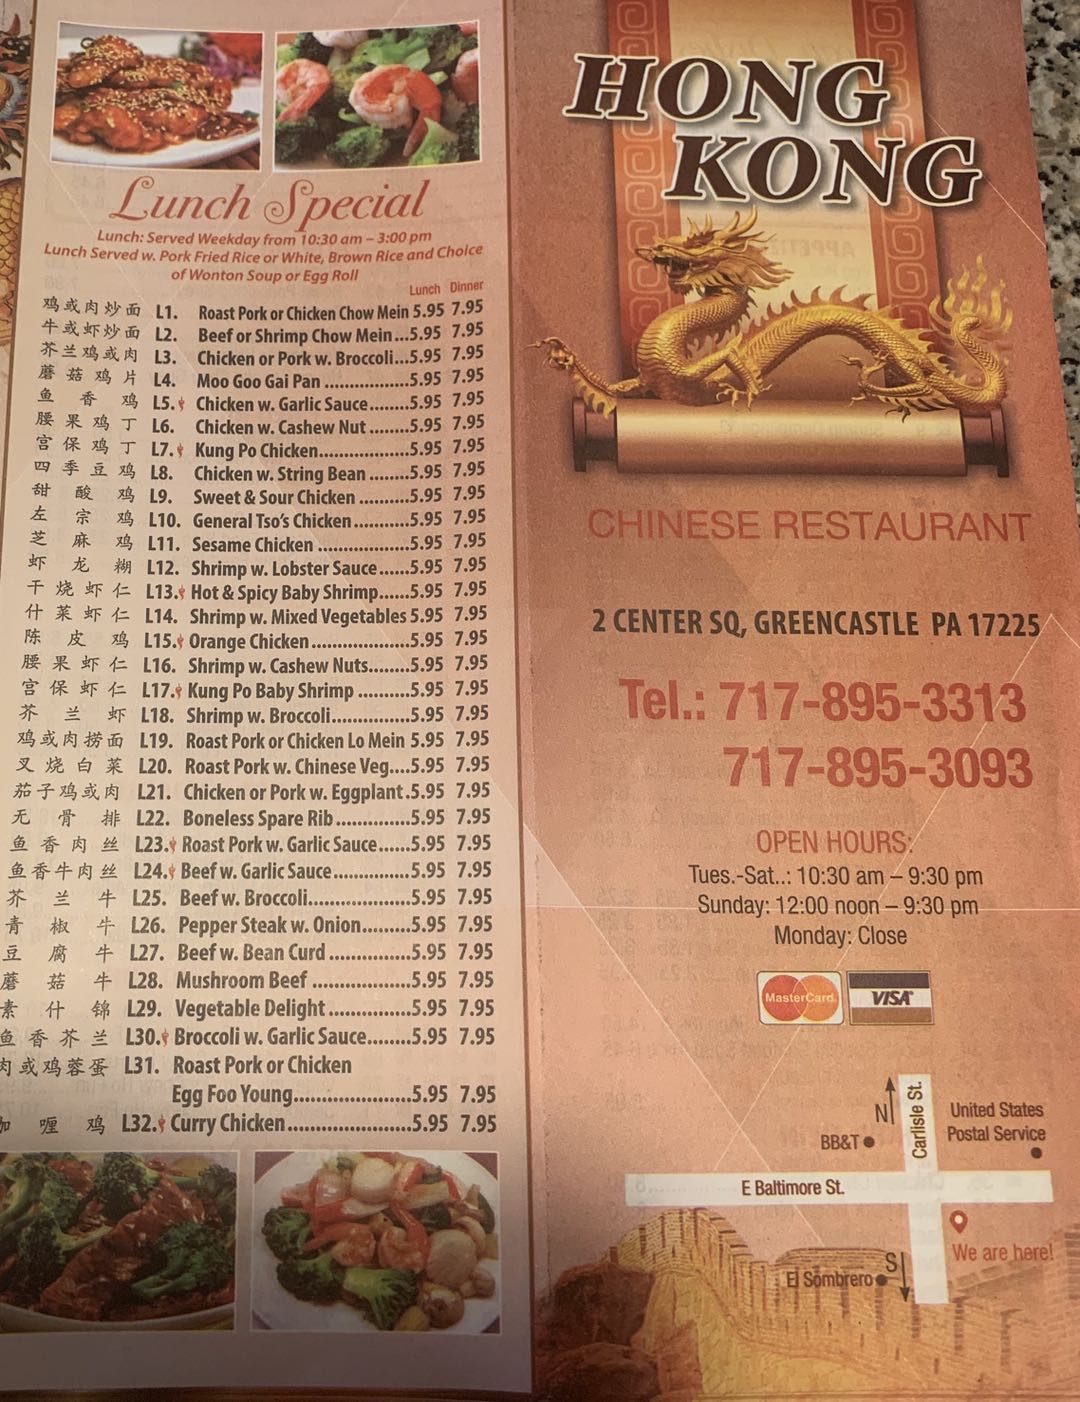 Lunch Special
Lunch: Served Weekday from 10:30 am – 3:00 pm
Lunch Served w. Pork Fried Rice or White, Brown Rice and Choice
of Wonton Soup or Egg Roll
Lunch Dinner
鸡或肉炒面 L1. Roast Pork or Chicken Chow Mein 5.95 7.95
牛或虾炒面 L2. Beef or Shrimp Chow Mein...5.95 7.95
芥兰鸡或肉 L3. Chicken or Pork w. Broccoli...5.95 7.95
蘑菇鸡片 L4. Moo Goo Gai Pan ................5.95 7.95
鱼香鸡 L5. Chicken w. Garlic Sauce........5.95 7.95
腰果鸡丁 L6. Chicken w. Cashew Nut ........5.95 7.95
宫保鸡丁 L7. Kung Po Chicken..................5.95 7.95
四季豆鸡 L8. Chicken w. String Bean .........5.95 7.95
甜酸鸡 L9. Sweet & Sour Chicken ..........5.95 7.95
左宗鸡 L10. General Tso's Chicken...........5.95 7.95
芝麻鸡 L11. Sesame Chicken ..................5.95 7.95
虾龙糊 L12. Shrimp w. Lobster Sauce......5.95 7.95
干烧虾仁 L13. Hot & Spicy Baby Shrimp......5.95 7.95
什菜虾仁 L14. Shrimp w. Mixed Vegetables 5.95 7.95
陈皮鸡 L15. Orange Chicken...................5.95 7.95
腰果虾仁 L16. Shrimp w. Cashew Nuts........5.95 7.95
宫保虾仁 L17. Kung Po Baby Shrimp ..........5.95 7.95
芥兰虾 L18. Shrimp w. Broccoli...............5.95 7.95
鸡或肉捞面 L19. Roast Pork or Chicken Lo Mein 5.95 7.95
叉烧白菜 L20. Roast Pork w. Chinese Veg....5.95 7.95
茄子鸡或肉 L21. Chicken or Pork w. Eggplant.5.95 7.95
无骨排 L22. Boneless Spare Rib..............5.95 7.95
鱼香肉丝 L23. Roast Pork w. Garlic Sauce......5.95 7.95
鱼香牛肉丝 L24. Beef w. Garlic Sauce..............5.95 7.95
芥兰牛 L25. Beef w. Broccoli...................5.95 7.95
青椒牛 L26. Pepper Steak w. Onion.........5.95 7.95
豆腐牛 L27. Beef w. Bean Curd ...............5.95 7.95
蘑菇牛 L28. Mushroom Beef ..................5.95 7.95
素什锦 L29. Vegetable Delight ...............5.95 7.95
鱼香芥兰 L30. Broccoli w. Garlic Sauce........5.95 7.95
肉或鸡蓉蛋 L31. Roast Pork or Chicken
Egg Foo Young......................5.95 7.95
咖喱鸡 L32. Curry Chicken.......................5.95 7.95
HONG
KONG
CHINESE RESTAURANT
2 CENTER SQ, GREENCASTLE PA 17225
Tel.: 717-895-3313
717-895-3093
OPEN HOURS:
Tues.-Sat..: 10:30 am – 9:30 pm
Sunday: 12:00 noon – 9:30 pm
Monday: Close
MasterCard VISA
N
Carlisle St.
United States
Postal Service
BB&T
E Baltimore St.
We are here!
S
El Sombrero